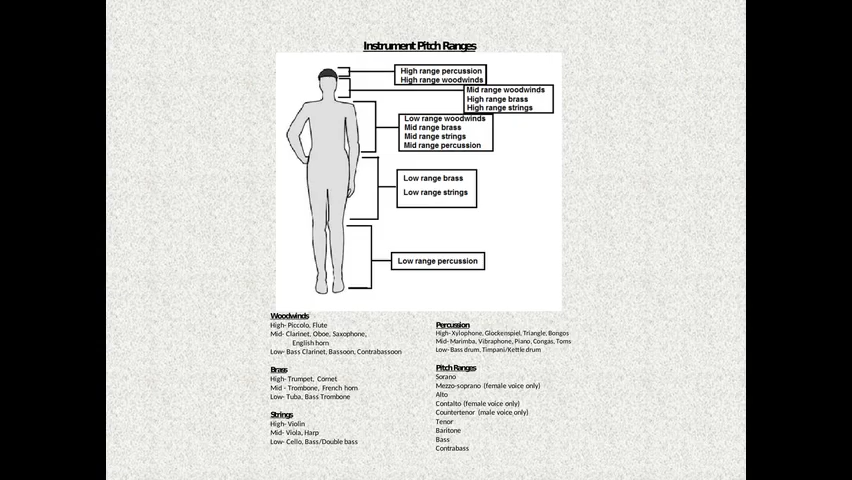 Instrument Pitch Ranges
High range percussion
High range woodwinds
Mid range woodwinds
High range brass
High range strings
Low range woodwinds
Mid range brass
Mid range strings
Mid range percussion
Low range brass
Low range strings
Low range percussion
Woodwinds
High- Piccolo, Flute
Mid- Clarinet, Oboe, Saxophone,
English horn
Low- Bass Clarinet, Bassoon, Contrabassoon
Brass
High- Trumpet, Cornet
Mid - Trombone, French horn
Low- Tuba, Bass Trombone
Strings
High- Violin
Mid- Viola, Harp
Low- Cello, Bass/Double bass
Percussion
High- Xylophone, Glockenspiel, Triangle, Bongos
Mid- Marimba, Vibraphone, Piano, Congas, Toms
Low- Bass drum, Timpani/Kettle drum
Pitch Ranges
Sorano
Mezzo-soprano (female voice only)
Alto
Contalto (female voice only)
Countertenor (male voice only)
Tenor
Baritone
Bass
Contrabass